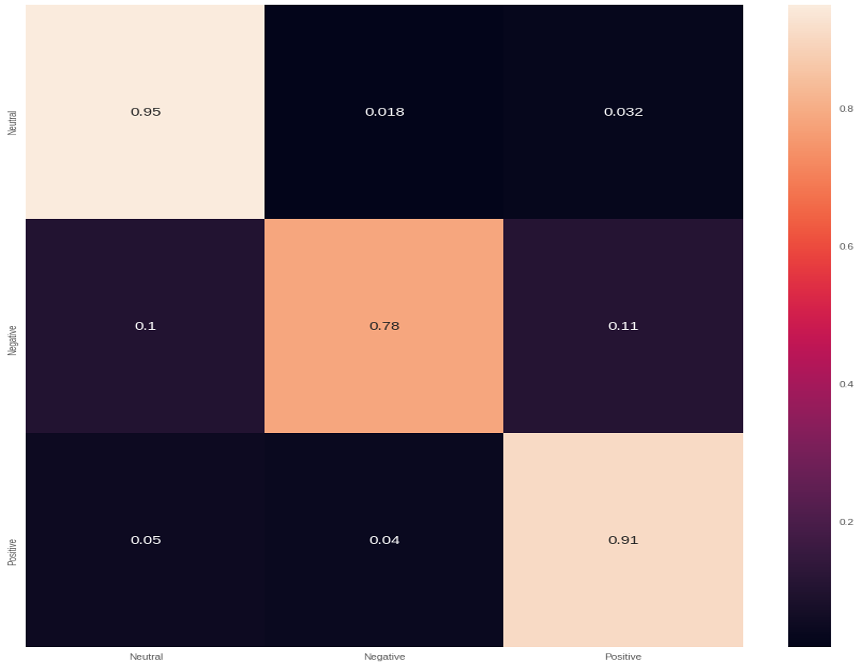 Neutral 0.95 0.018 0.032
Negative 0.1 0.78 0.11
Positive 0.05 0.04 0.91
Neutral Negative Positive
0.8
0.6
0.4
0.2